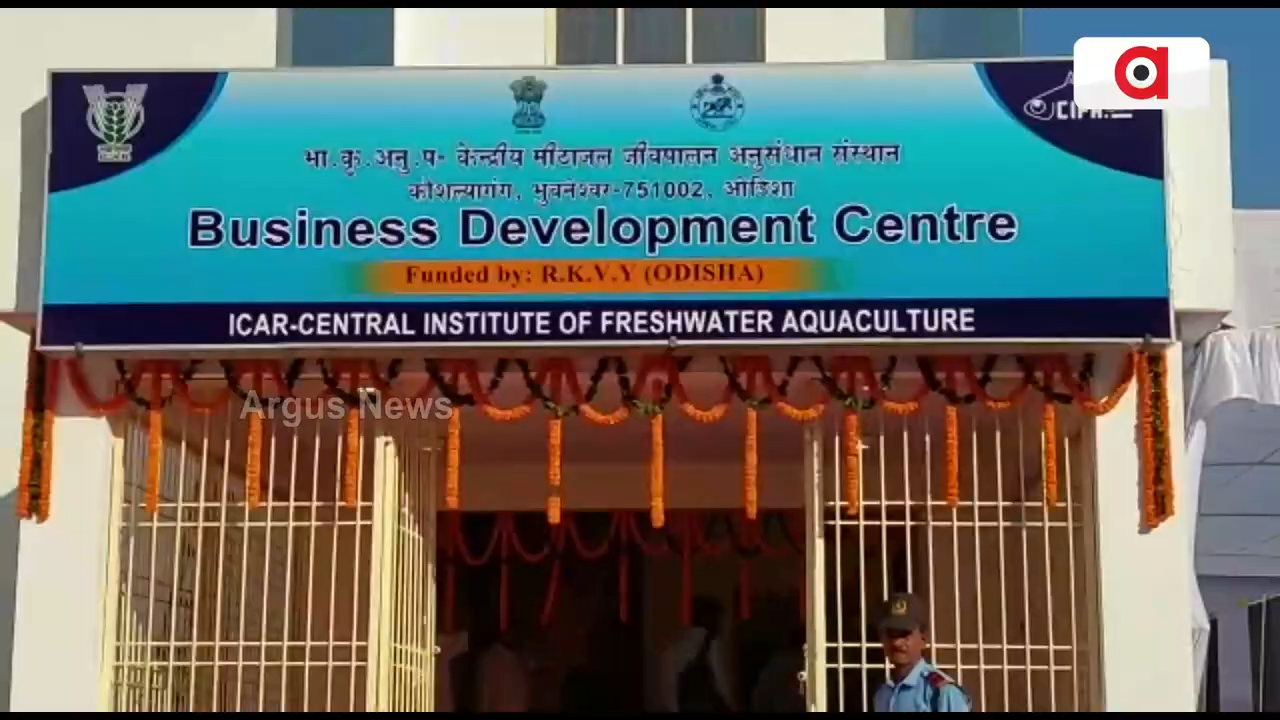 भा.कृ.अनु.प- केन्द्रीय मीठाजल जीवपालन अनुसंधान संस्थान
कौशल्यागंग, भुवनेश्वर-751002, ओडिशा
Business Development Centre
Funded by: R.K.V.Y (ODISHA)
ICAR-CENTRAL INSTITUTE OF FRESHWATER AQUACULTURE
Argus News